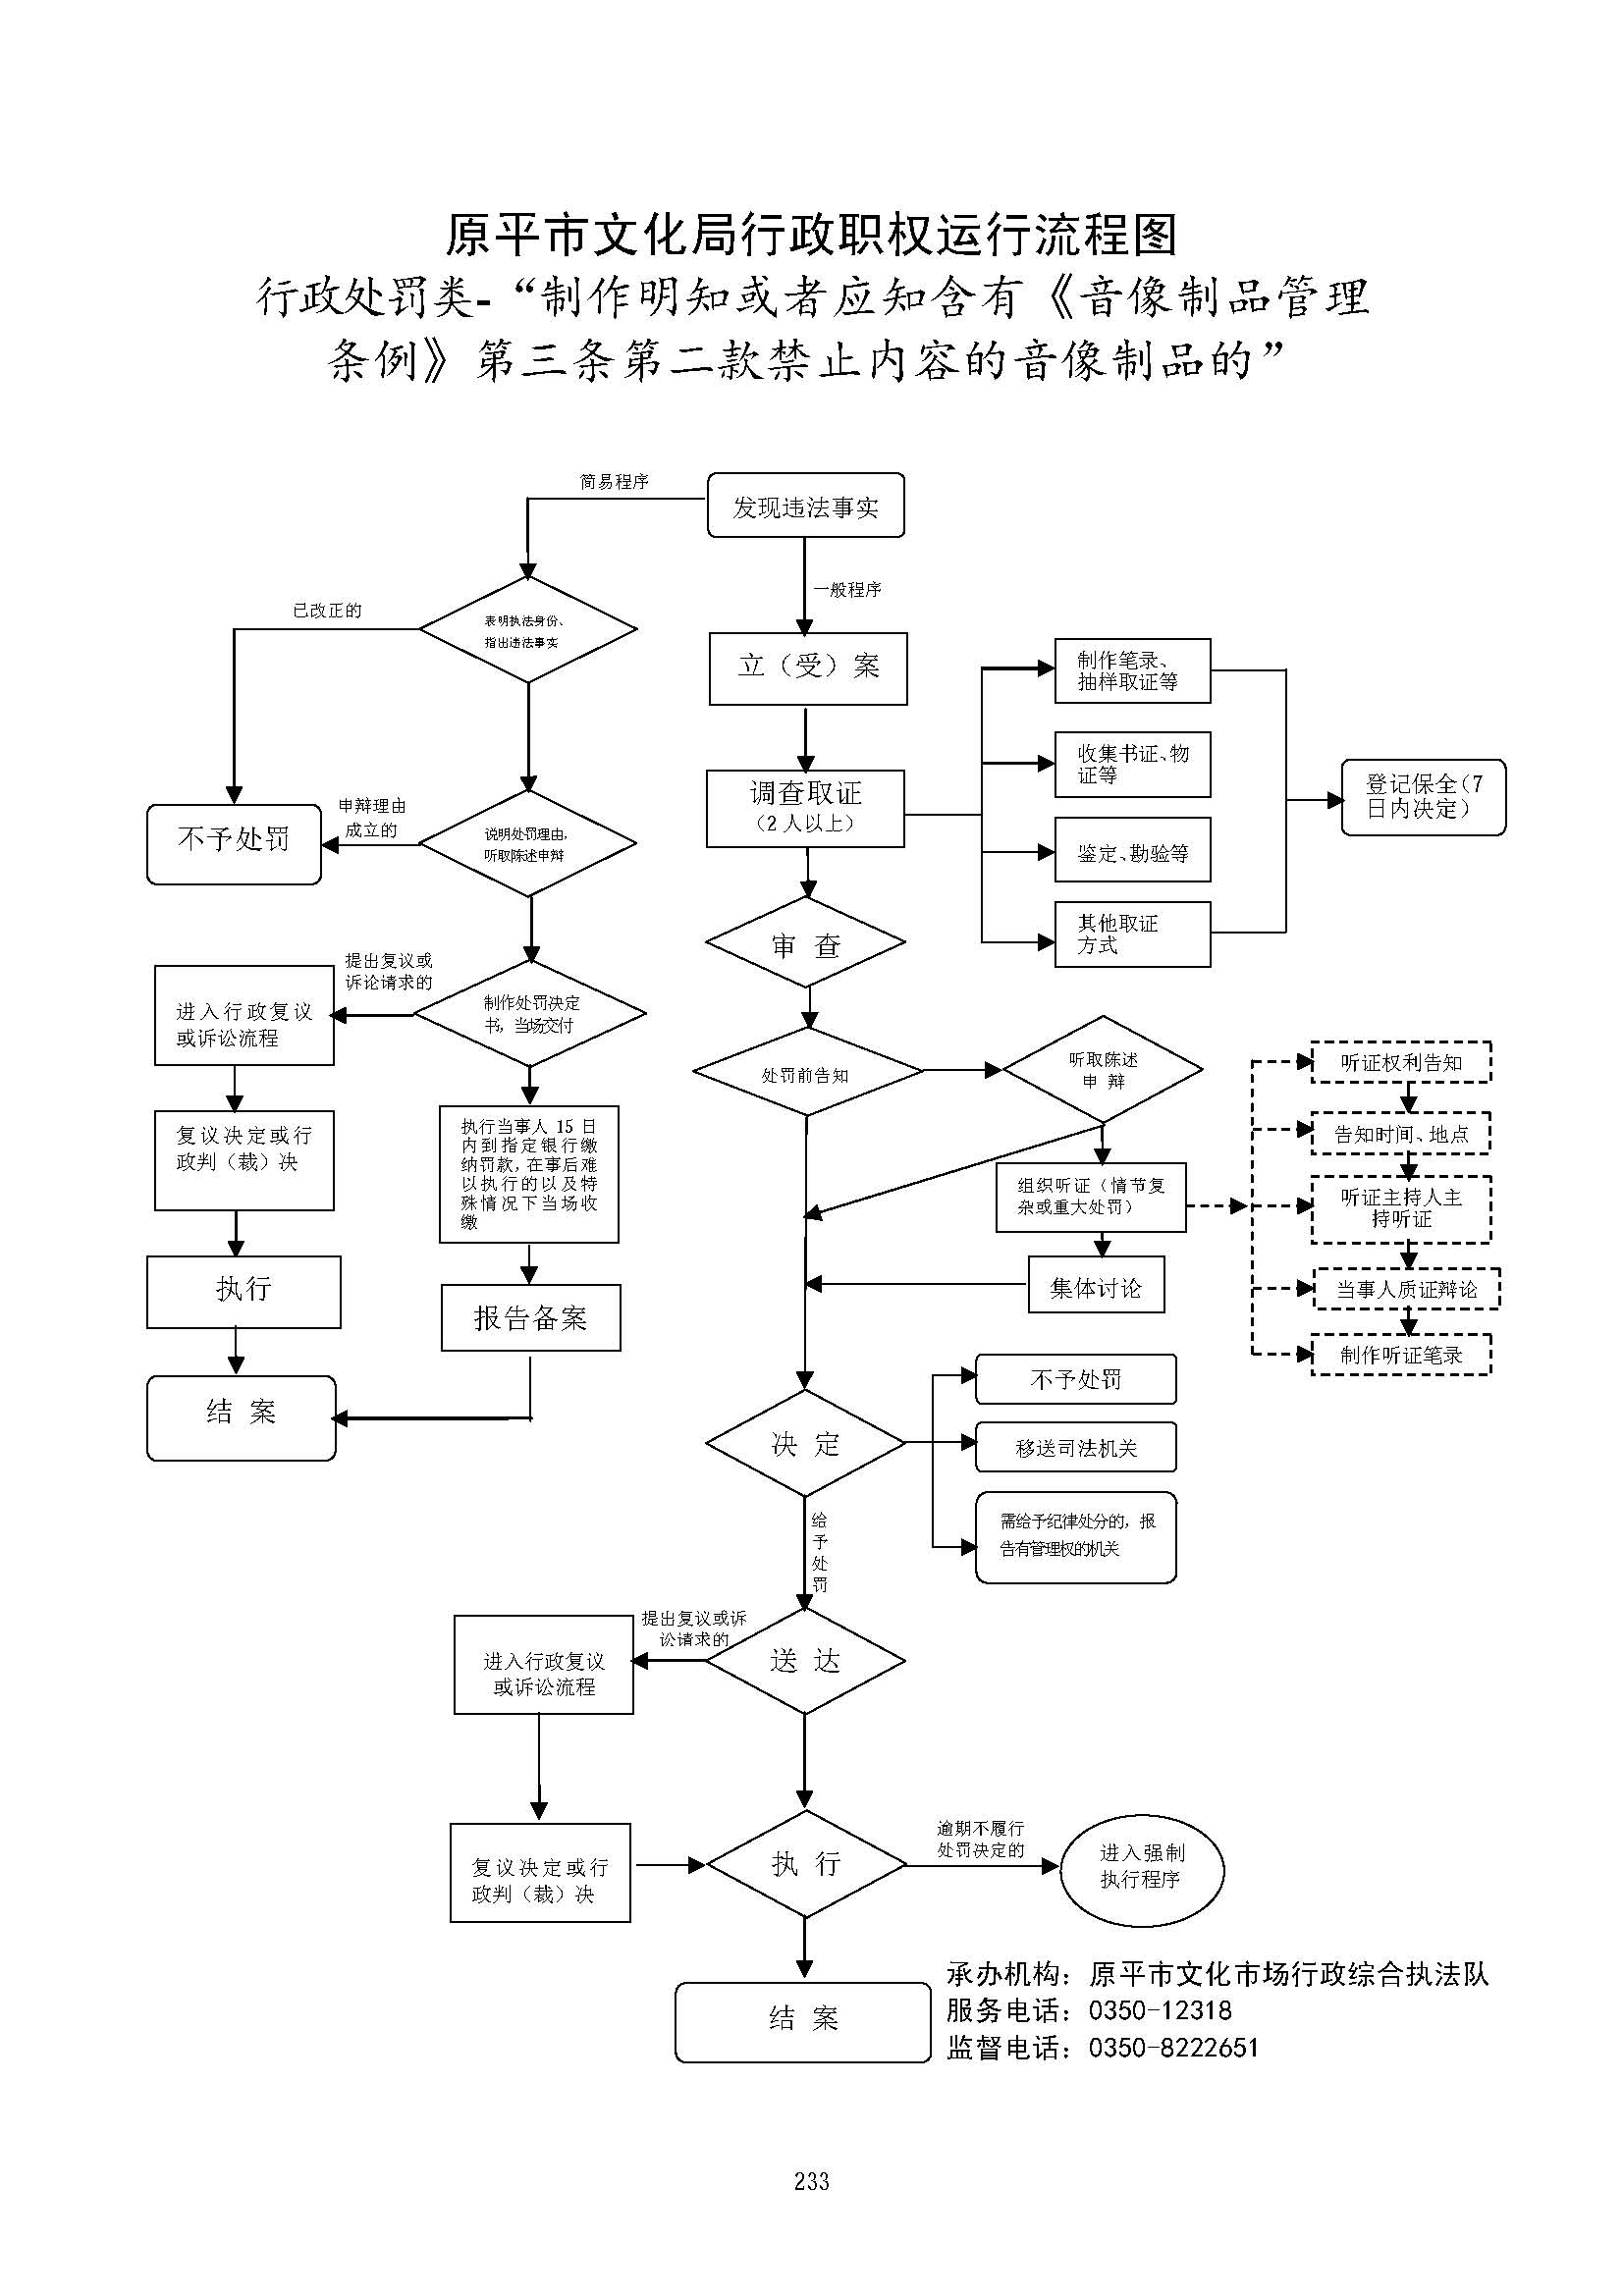 原平市文化局行政职权运行流程图
行政处罚类-“制作明知或者应知含有《音像制品管理
条例》第三条第二款禁止内容的音像制品的”
简易程序
发现违法事实
一般程序
已改正的
表明执法身份、
指出违法事实
立（受）案
制作笔录、
抽样取证等
收集书证、物
证等
登记保全（7
日内决定）
调查取证
（2 人以上）
鉴定、勘验等
其他取证
方式
不予处罚
申辩理由
成立的
说明处罚理由，
听取陈述申辩
审 查
提出复议或
诉论请求的
进入行政复议
或诉讼流程
制作处罚决定
书，当场交付
处罚前告知
听取陈述
申 辩
听证权利告知
告知时间、地点
听证主持人主
持听证
当事人质证辩论
制作听证笔录
复议决定或行
政判（裁）决
执行当事人 15 日
内到指定银行缴
纳罚款，在事后难
以执行的以及特
殊情况下当场收
缴
组织听证（情节复
杂或重大处罚）
集体讨论
执行
报告备案
结 案
决 定
不予处罚
移送司法机关
需给予纪律处分的，报
告有管理权的机关
给
予
处
罚
提出复议或诉
讼请求的
进入行政复议
或诉讼流程
送 达
复议决定或行
政判（裁）决
执 行
逾期不履行
处罚决定的
进入强制
执行程序
结 案
承办机构：原平市文化市场行政综合执法队
服务电话：0350-12318
监督电话：0350-8222651
233